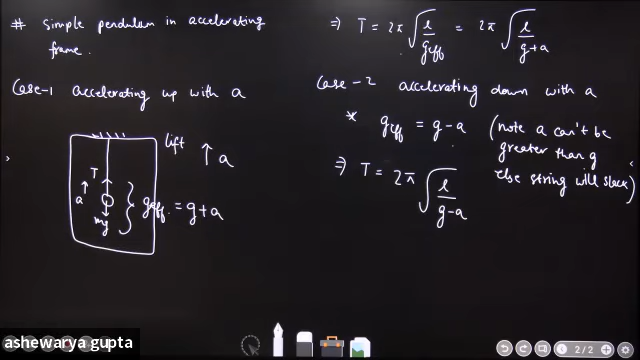 # simple pendulum in accelerating
frame.
Case-1 accelerating up with a
lift ↑ a
T
a ↑
mg
geff. = g+a
⇒ T = 2π √(l/geff) = 2π √(l/g+a)
Case-2 accelerating down with a
* geff = g-a (note a can't be
greater than g
else string will slack)
⇒ T = 2π √(l/g-a)
ashewarya gupta
2/2